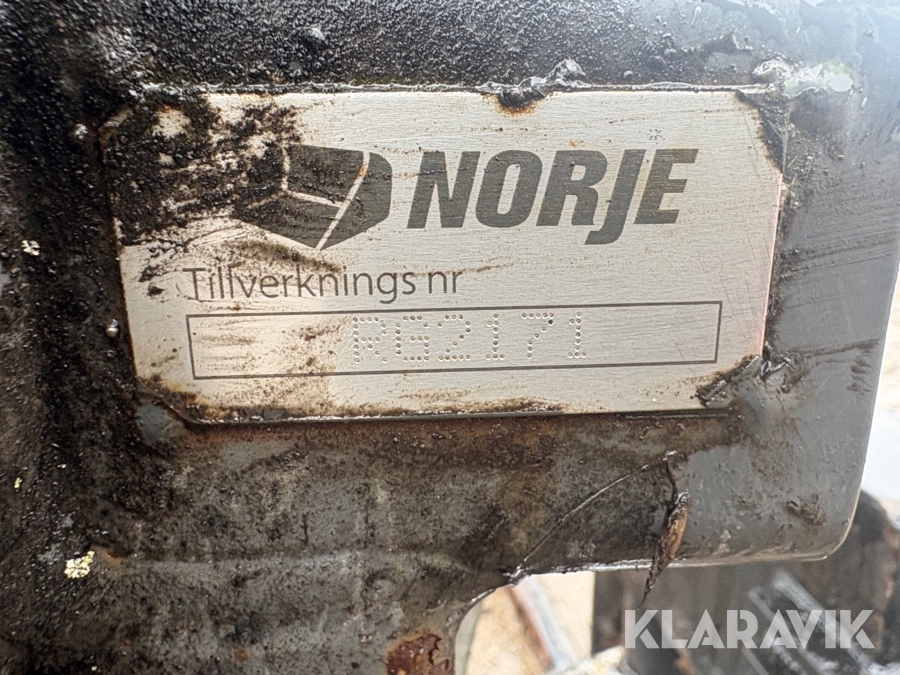 NORJE
Tillverknings nr
RG2171
KLARAVIK